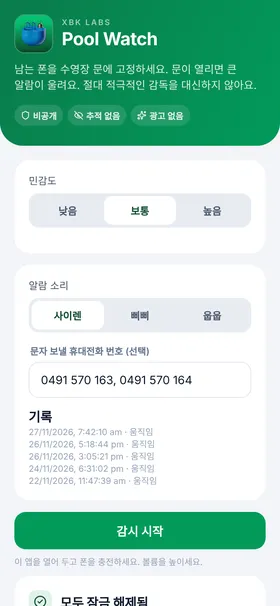 XBK LABS
Pool Watch
남는 폰을 수영장 문에 고정하세요. 문이 열리면 큰
알람이 울려요. 절대 적극적인 감독을 대신하지 않아요.
비공개
추적 없음
광고 없음
민감도
낮음
보통
높음
알람 소리
사이렌
삐삐
웁웁
문자 보낼 휴대전화 번호 (선택)
0491 570 163, 0491 570 164
기록
27/11/2026, 7:42:10 am · 움직임
26/11/2026, 5:18:44 pm · 움직임
26/11/2026, 3:05:21 pm · 움직임
24/11/2026, 6:31:02 pm · 움직임
22/11/2026, 11:47:39 am · 움직임
감시 시작
이 앱을 열어 두고 폰을 충전하세요. 볼륨을 높이세요.
모두 잠금 해제됨